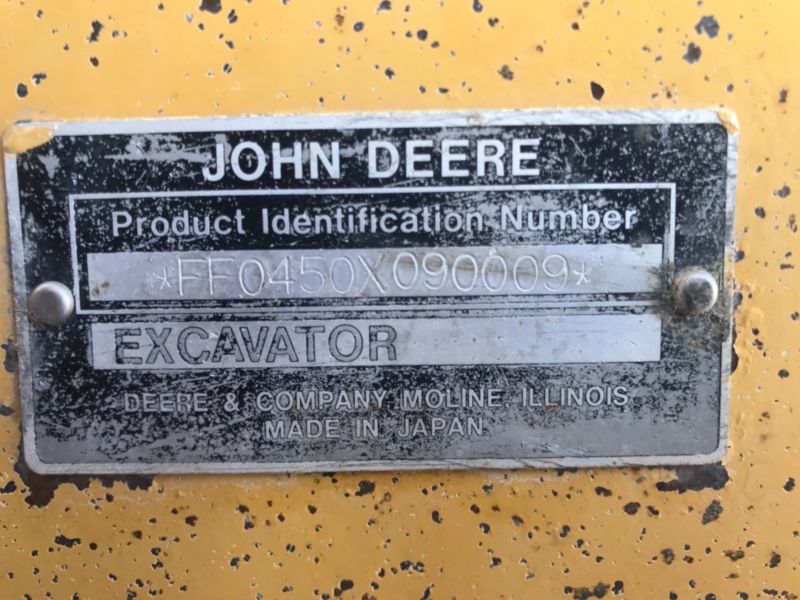 JOHN DEERE
Product Identification Number
*FF0450X090009*
EXCAVATOR
DEERE & COMPANY MOLINE, ILLINOIS
MADE IN JAPAN